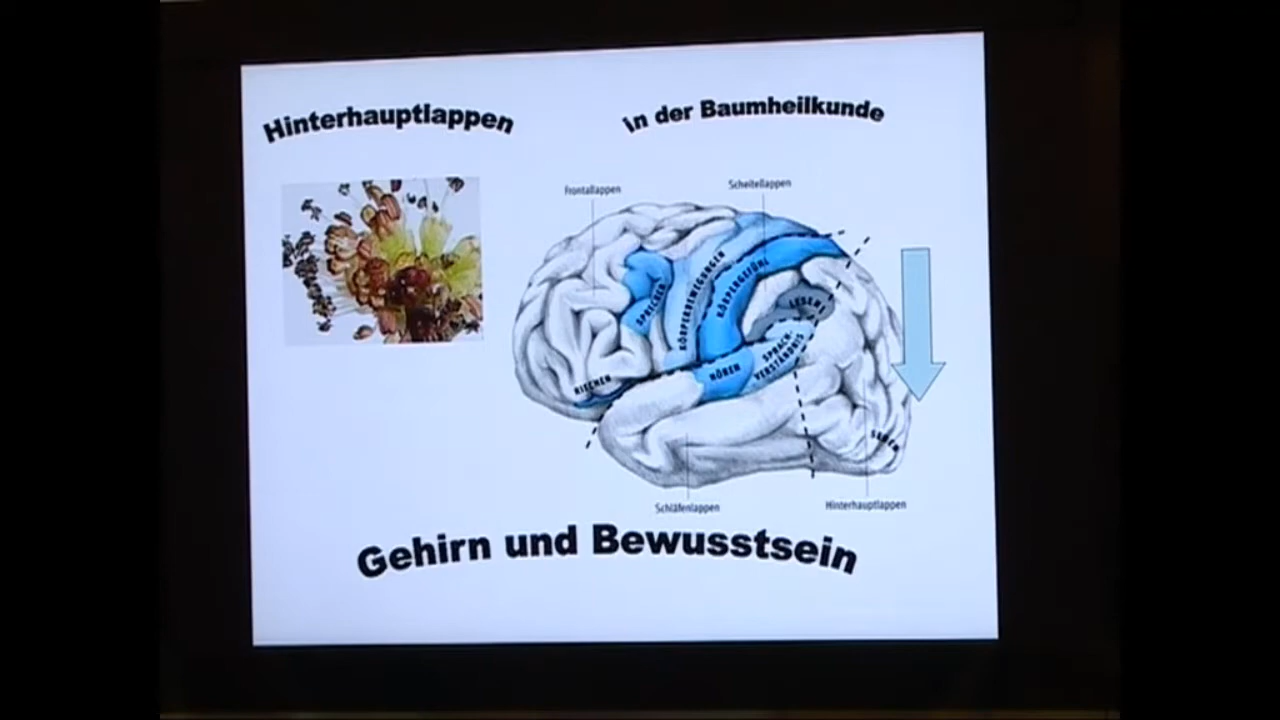 Hinterhauptlappen
in der Baumheilkunde
Frontallappen
Scheitellappen
SPRECHEN
KÖRPERBEWEGUNGEN
KÖRPERGEFÜHL
LESEN
RIECHEN
HÖREN
SPRACH-
VERSTÄNDNIS
SEHEN
Schläfenlappen
Hinterhauptlappen
Gehirn und Bewusstsein